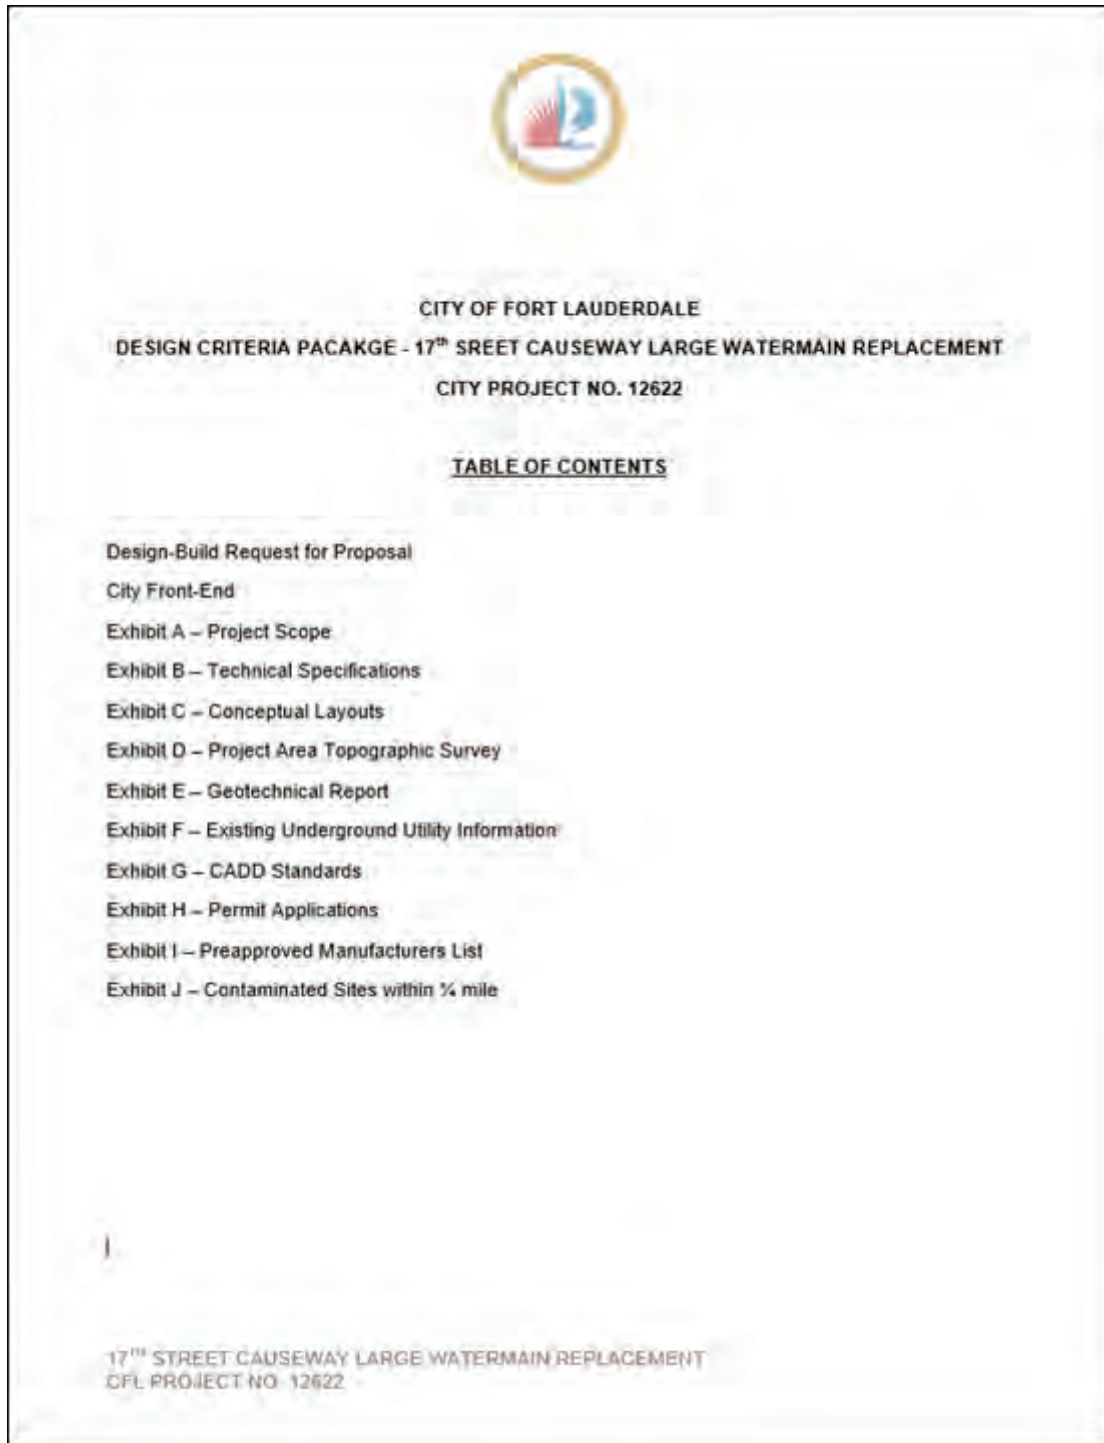 CITY OF FORT LAUDERDALE
DESIGN CRITERIA PACAKGE - 17th SREET CAUSEWAY LARGE WATERMAIN REPLACEMENT
CITY PROJECT NO. 12622
TABLE OF CONTENTS
Design-Build Request for Proposal
City Front-End
Exhibit A – Project Scope
Exhibit B – Technical Specifications
Exhibit C – Conceptual Layouts
Exhibit D – Project Area Topographic Survey
Exhibit E – Geotechnical Report
Exhibit F – Existing Underground Utility Information
Exhibit G – CADD Standards
Exhibit H – Permit Applications
Exhibit I – Preapproved Manufacturers List
Exhibit J – Contaminated Sites within ¼ mile
17TH STREET CAUSEWAY LARGE WATERMAIN REPLACEMENT
CFL PROJECT NO. 12622